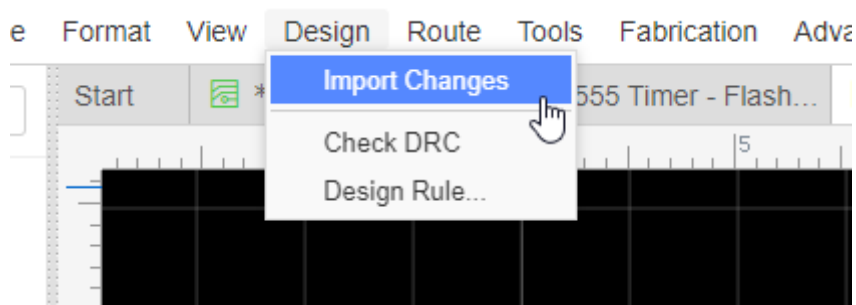 e Format View Design Route Tools Fabrication Adva
Start * 555 Timer - Flash...
Import Changes
5
Check DRC
Design Rule...